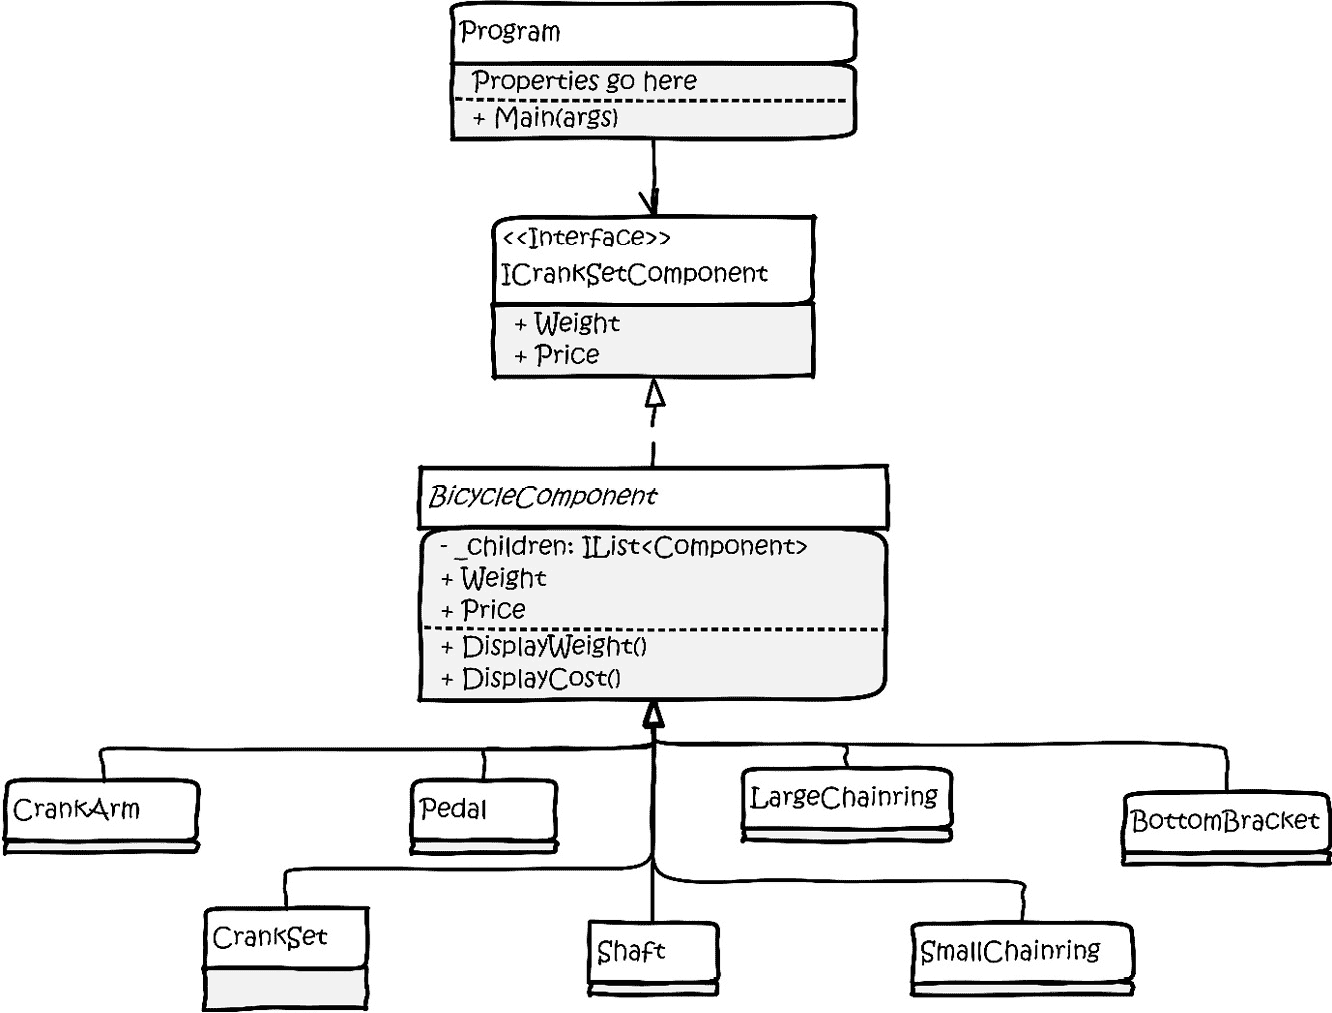 Program
Properties go here
+ Main(args)
<<Interface>>
ICrankSetComponent
+ Weight
+ Price
BicycleComponent
- _children: IList<Component>
+ Weight
+ Price
+ DisplayWeight()
+ DisplayCost()
CrankArm
Pedal
LargeChainring
BottomBracket
CrankSet
Shaft
SmallChainring